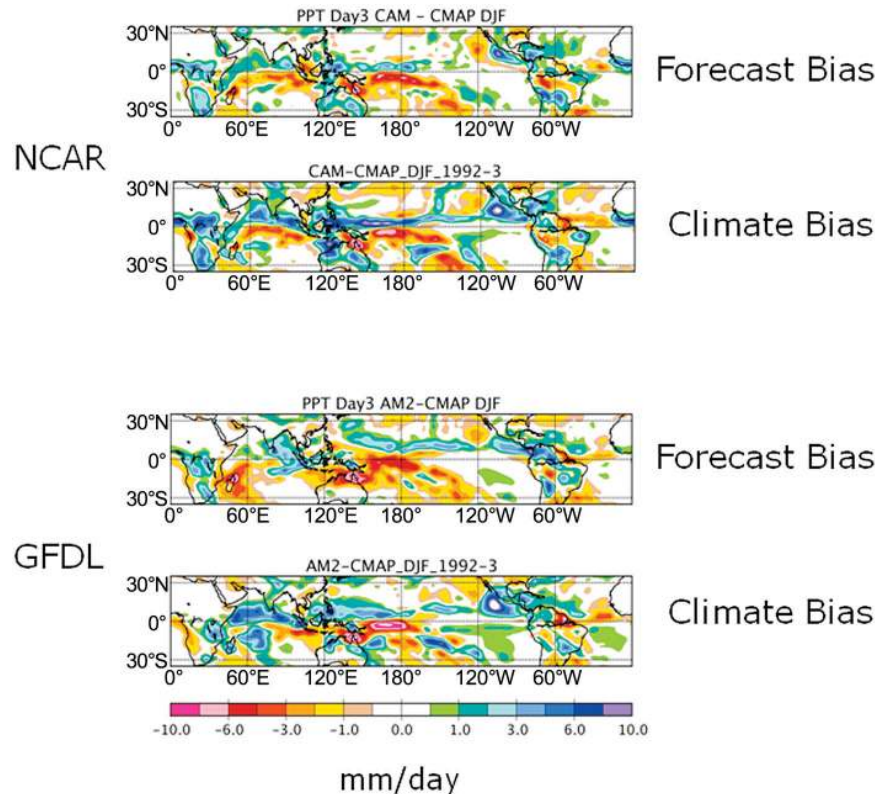 PPT Day3 CAM – CMAP DJF
30°N
0°
30°S
0° 60°E 120°E 180° 120°W 60°W
Forecast Bias
NCAR
CAM–CMAP_DJF_1992–3
30°N
0°
30°S
0° 60°E 120°E 180° 120°W 60°W
Climate Bias
PPT Day3 AM2–CMAP DJF
30°N
0°
30°S
0° 60°E 120°E 180° 120°W 60°W
Forecast Bias
GFDL
AM2–CMAP_DJF_1992–3
30°N
0°
30°S
0° 60°E 120°E 180° 120°W 60°W
Climate Bias
–10.0 –6.0 –3.0 –1.0 0.0 1.0 3.0 6.0 10.0
mm/day